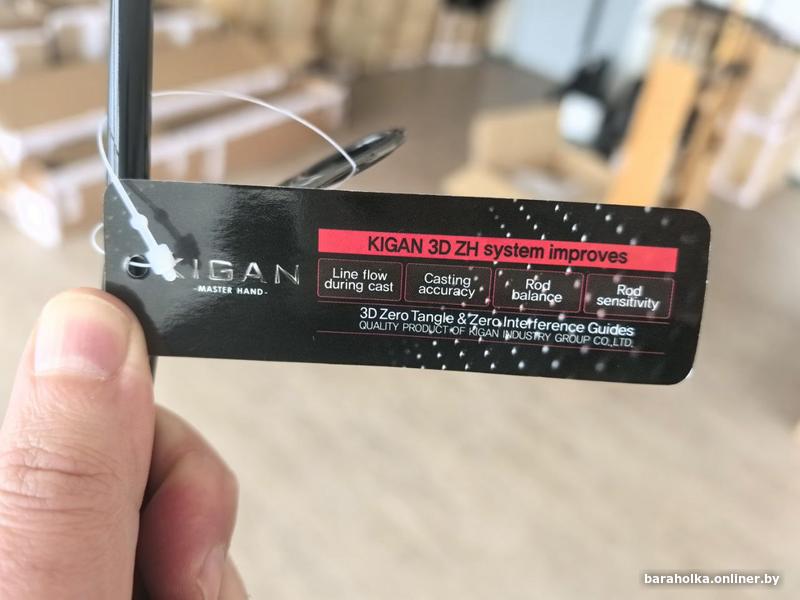 KIGAN
-MASTER HAND-
KIGAN 3D ZH system improves
Line flow
during cast
Casting
accuracy
Rod
balance
Rod
sensitivity
3D Zero Tangle & Zero Interference Guides
QUALITY PRODUCT OF KIGAN INDUSTRY GROUP CO.,LTD.
baraholka.onliner.by